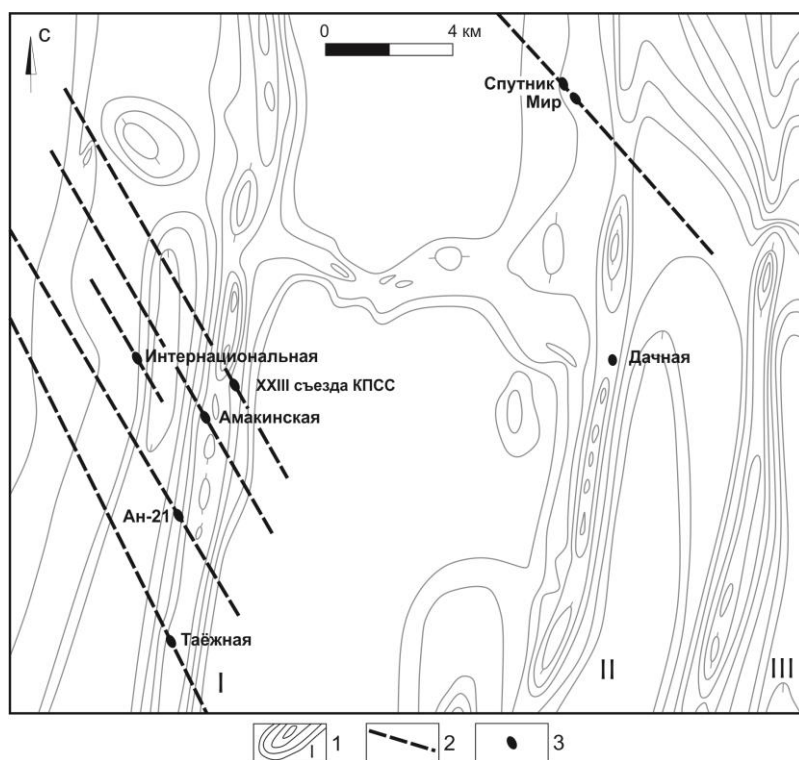 С
0 4 км
Спутник
Мир
Интернациональная
Дачная
XXIII съезда КПСС
Амакинская
Ан-21
Таёжная
I
II
III
I
1
2
3